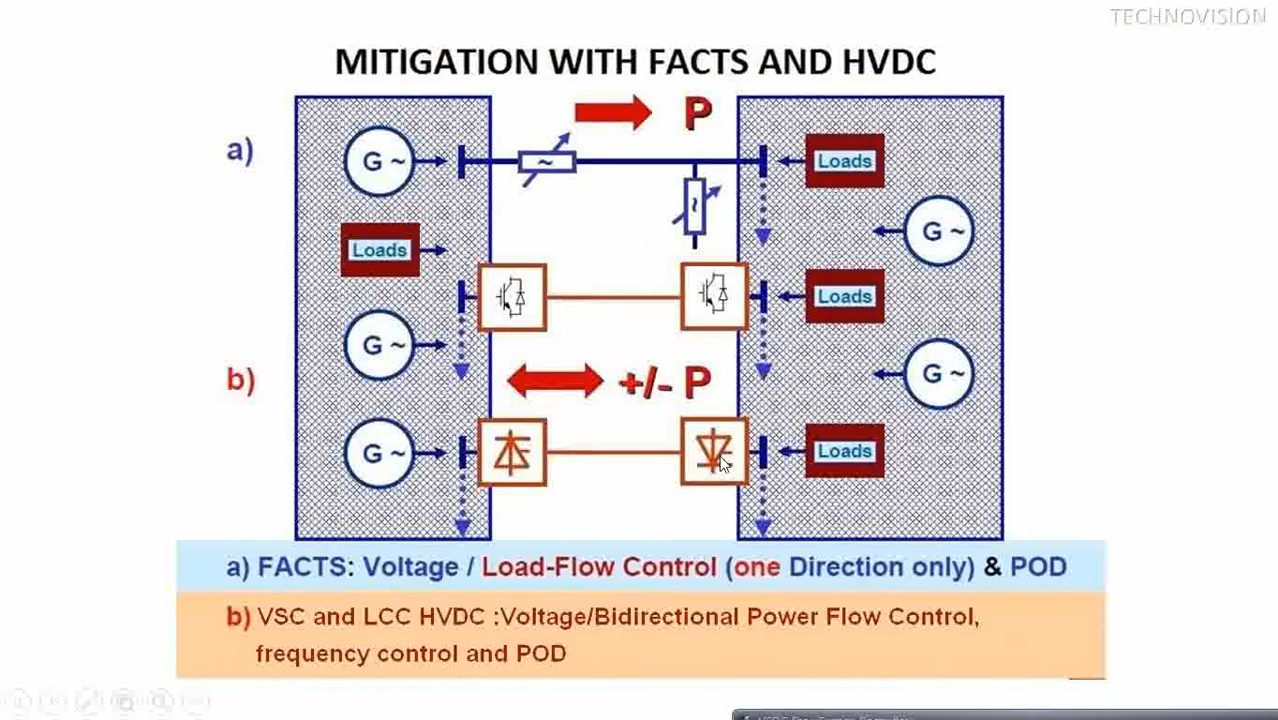 TECHNOVISION
MITIGATION WITH FACTS AND HVDC
P
a)
G ~
Loads
G ~
Loads
Loads
G ~
+/- P
G ~
b)
G ~
Loads
a) FACTS: Voltage / Load-Flow Control (one Direction only) & POD
b) VSC and LCC HVDC :Voltage/Bidirectional Power Flow Control,
frequency control and POD